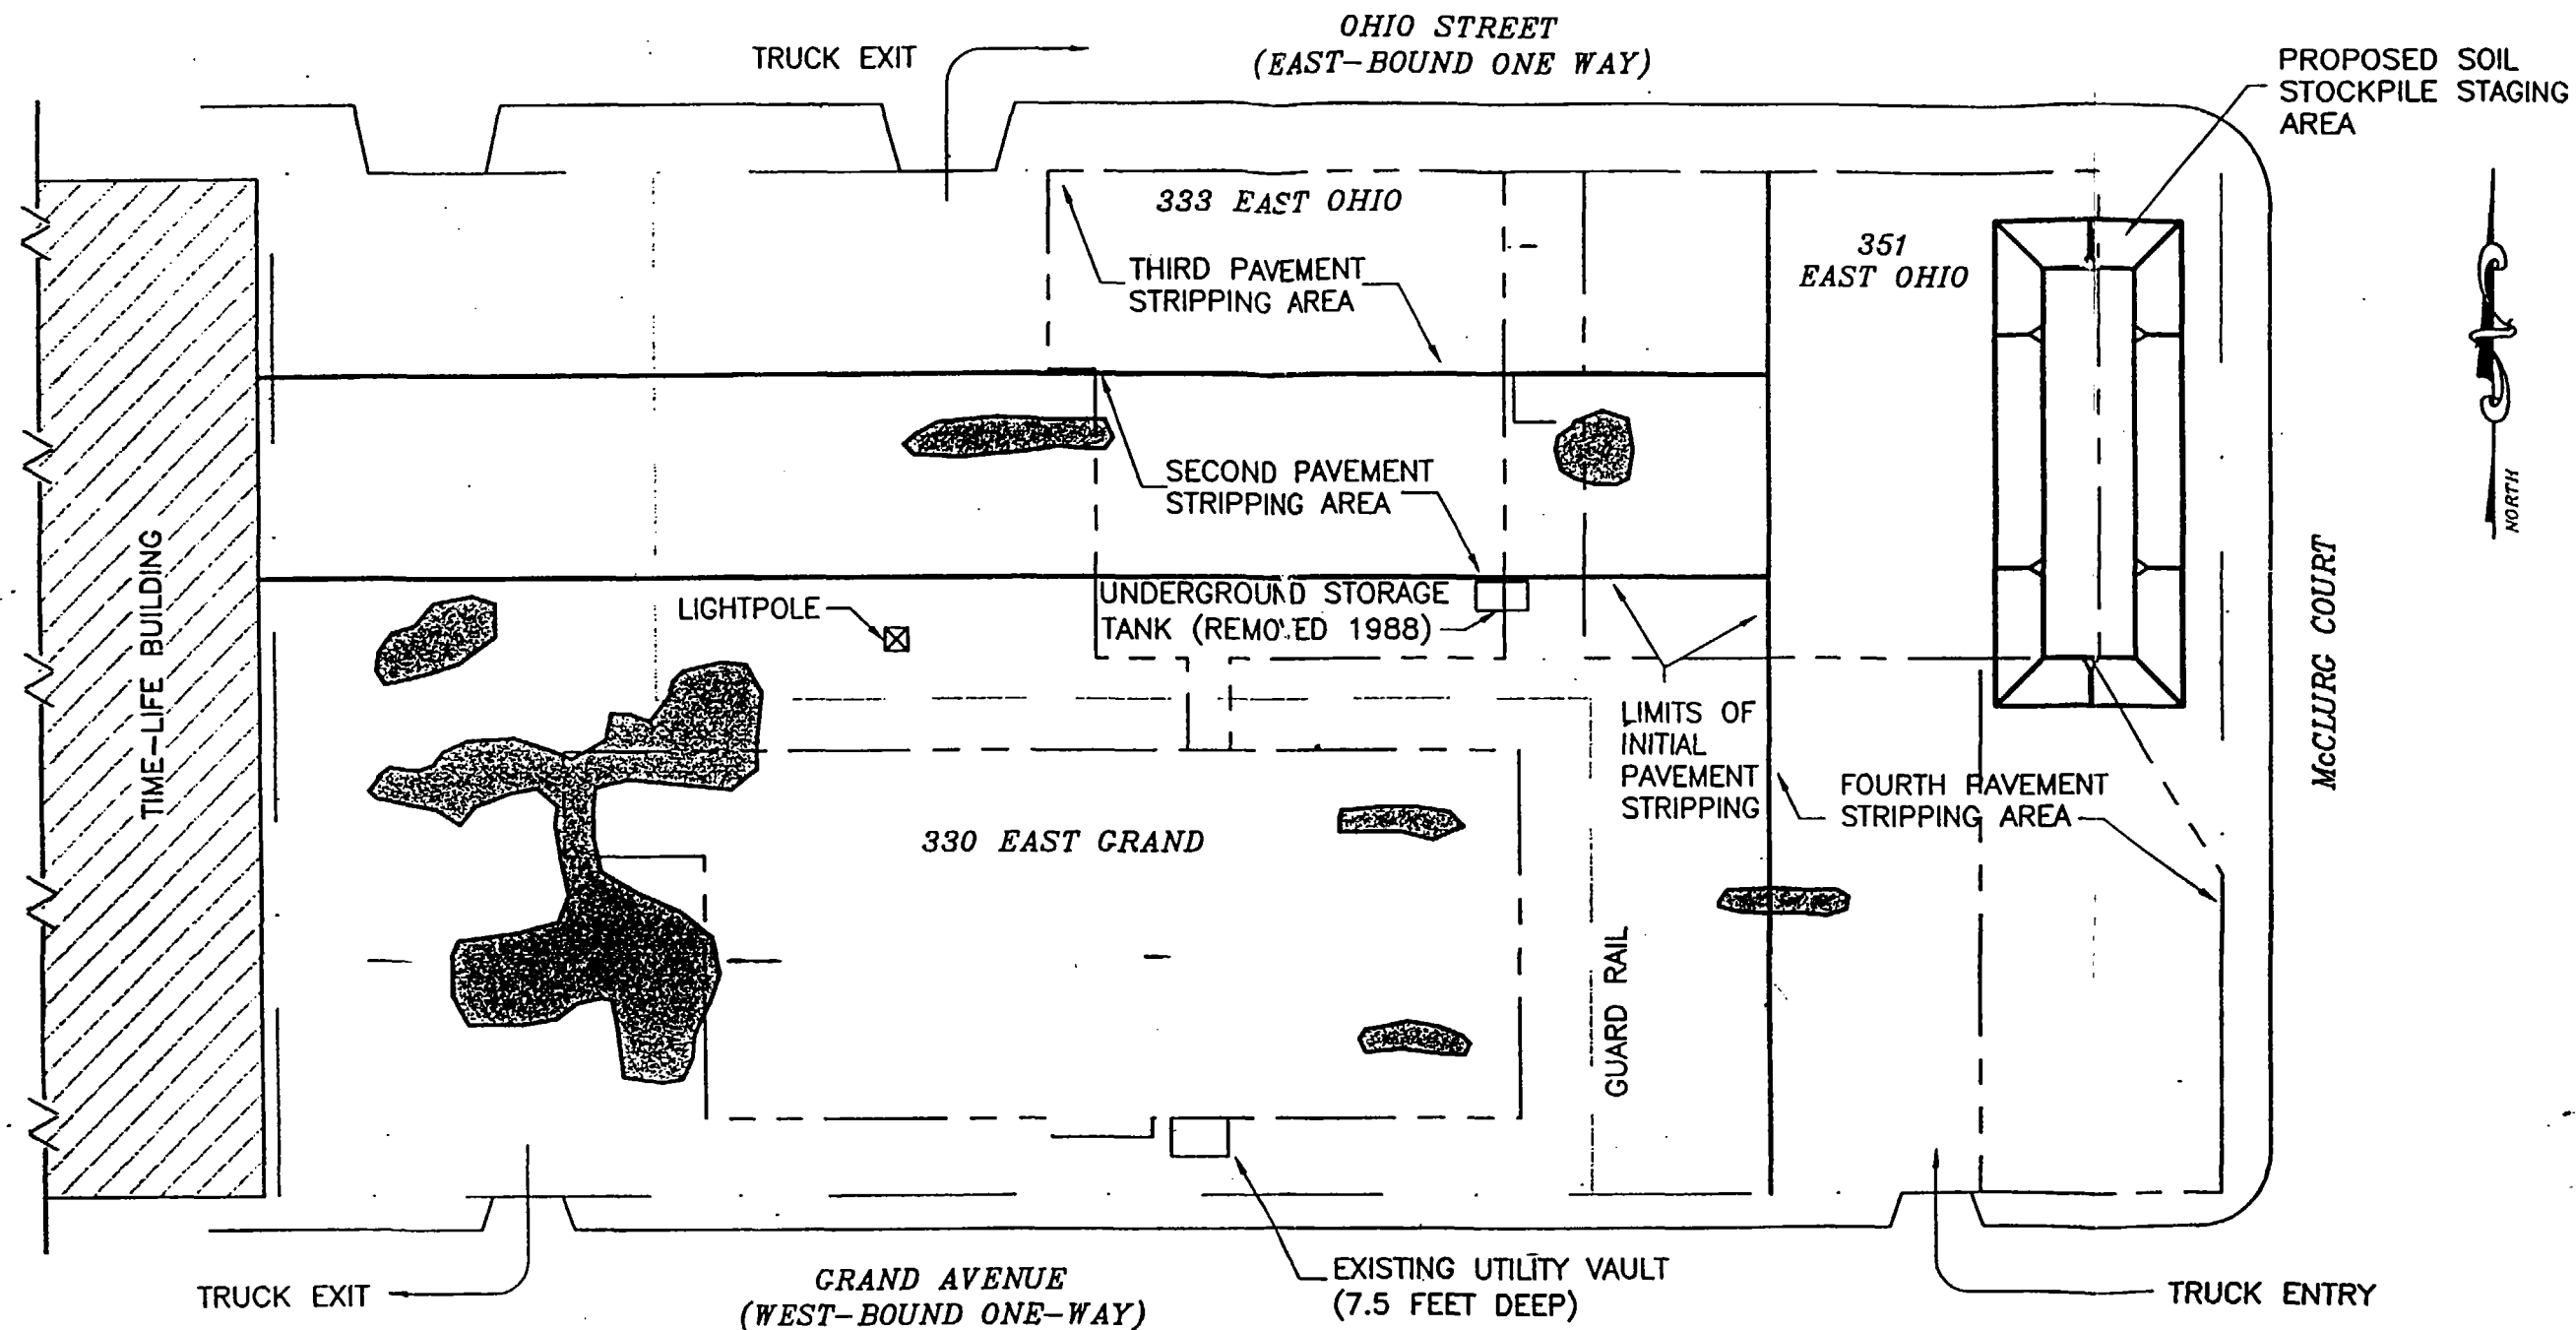 OHIO STREET
(EAST-BOUND ONE WAY)
TRUCK EXIT
PROPOSED SOIL
STOCKPILE STAGING
AREA
333 EAST OHIO
351
EAST OHIO
THIRD PAVEMENT
STRIPPING AREA
NORTH
SECOND PAVEMENT
STRIPPING AREA
TIME-LIFE BUILDING
LIGHTPOLE
UNDERGROUND STORAGE
TANK (REMOVED 1988)
McCLURG COURT
LIMITS OF
INITIAL
PAVEMENT
STRIPPING
FOURTH PAVEMENT
STRIPPING AREA
330 EAST GRAND
GUARD RAIL
EXISTING UTILITY VAULT
(7.5 FEET DEEP)
TRUCK EXIT
GRAND AVENUE
(WEST-BOUND ONE-WAY)
TRUCK ENTRY